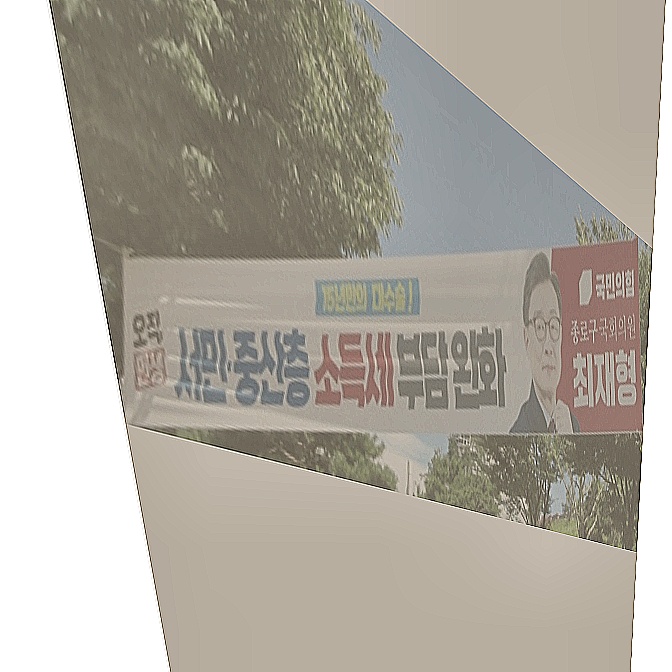 15년만의 대수술!
오직
민생
서민·중산층 소득세 부담완화
국민의힘
종로구 국회의원
최재형